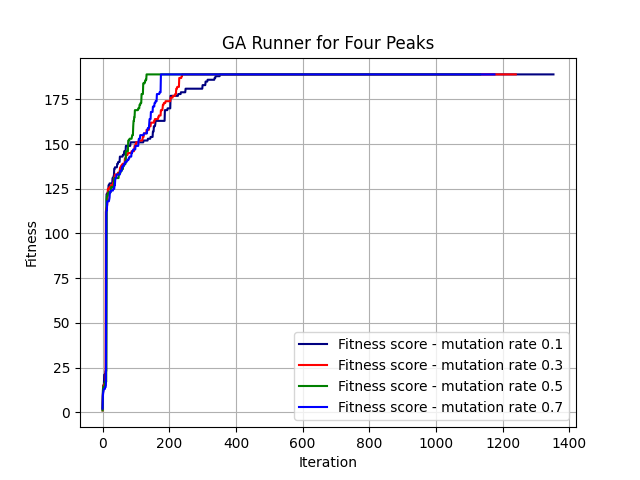 GA Runner for Four Peaks
175
150
125
100
75
50
25
0
Fitness
Fitness score - mutation rate 0.1
Fitness score - mutation rate 0.3
Fitness score - mutation rate 0.5
Fitness score - mutation rate 0.7
0 200 400 600 800 1000 1200 1400
Iteration